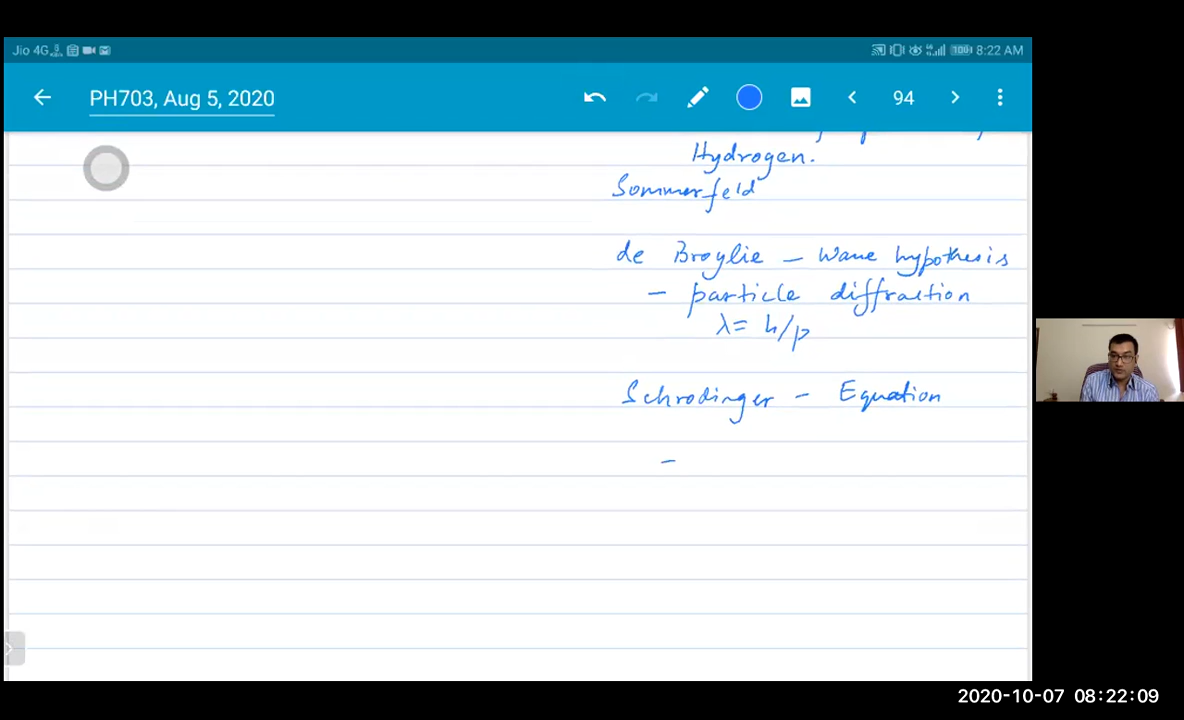 Jio 4G 8:22 AM
PH703, Aug 5, 2020 94
Hydrogen.
Sommerfeld
de Broglie - Wave hypothesis
- particle diffraction
λ= h/p
Schrodinger - Equation
-
2020-10-07 08:22:09